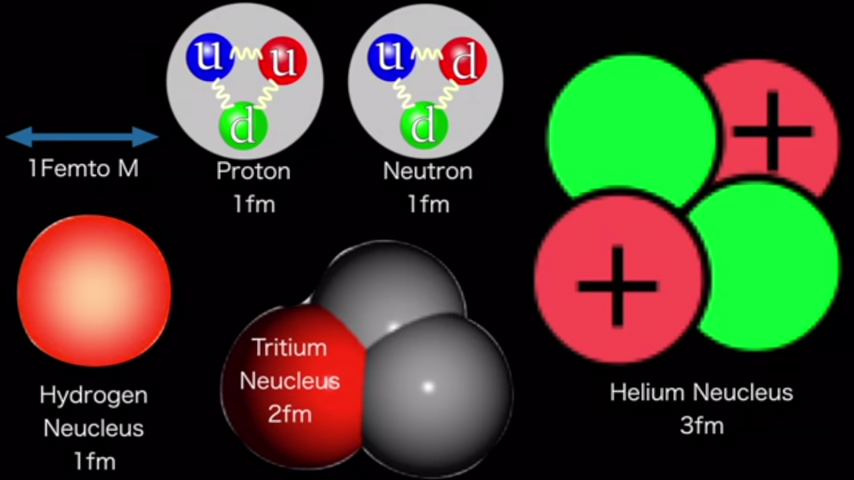 u u
d
Proton
1fm
u d
d
Neutron
1fm
1Femto M
Hydrogen
Neucleus
1fm
Tritium
Neucleus
2fm
+
+
Helium Neucleus
3fm